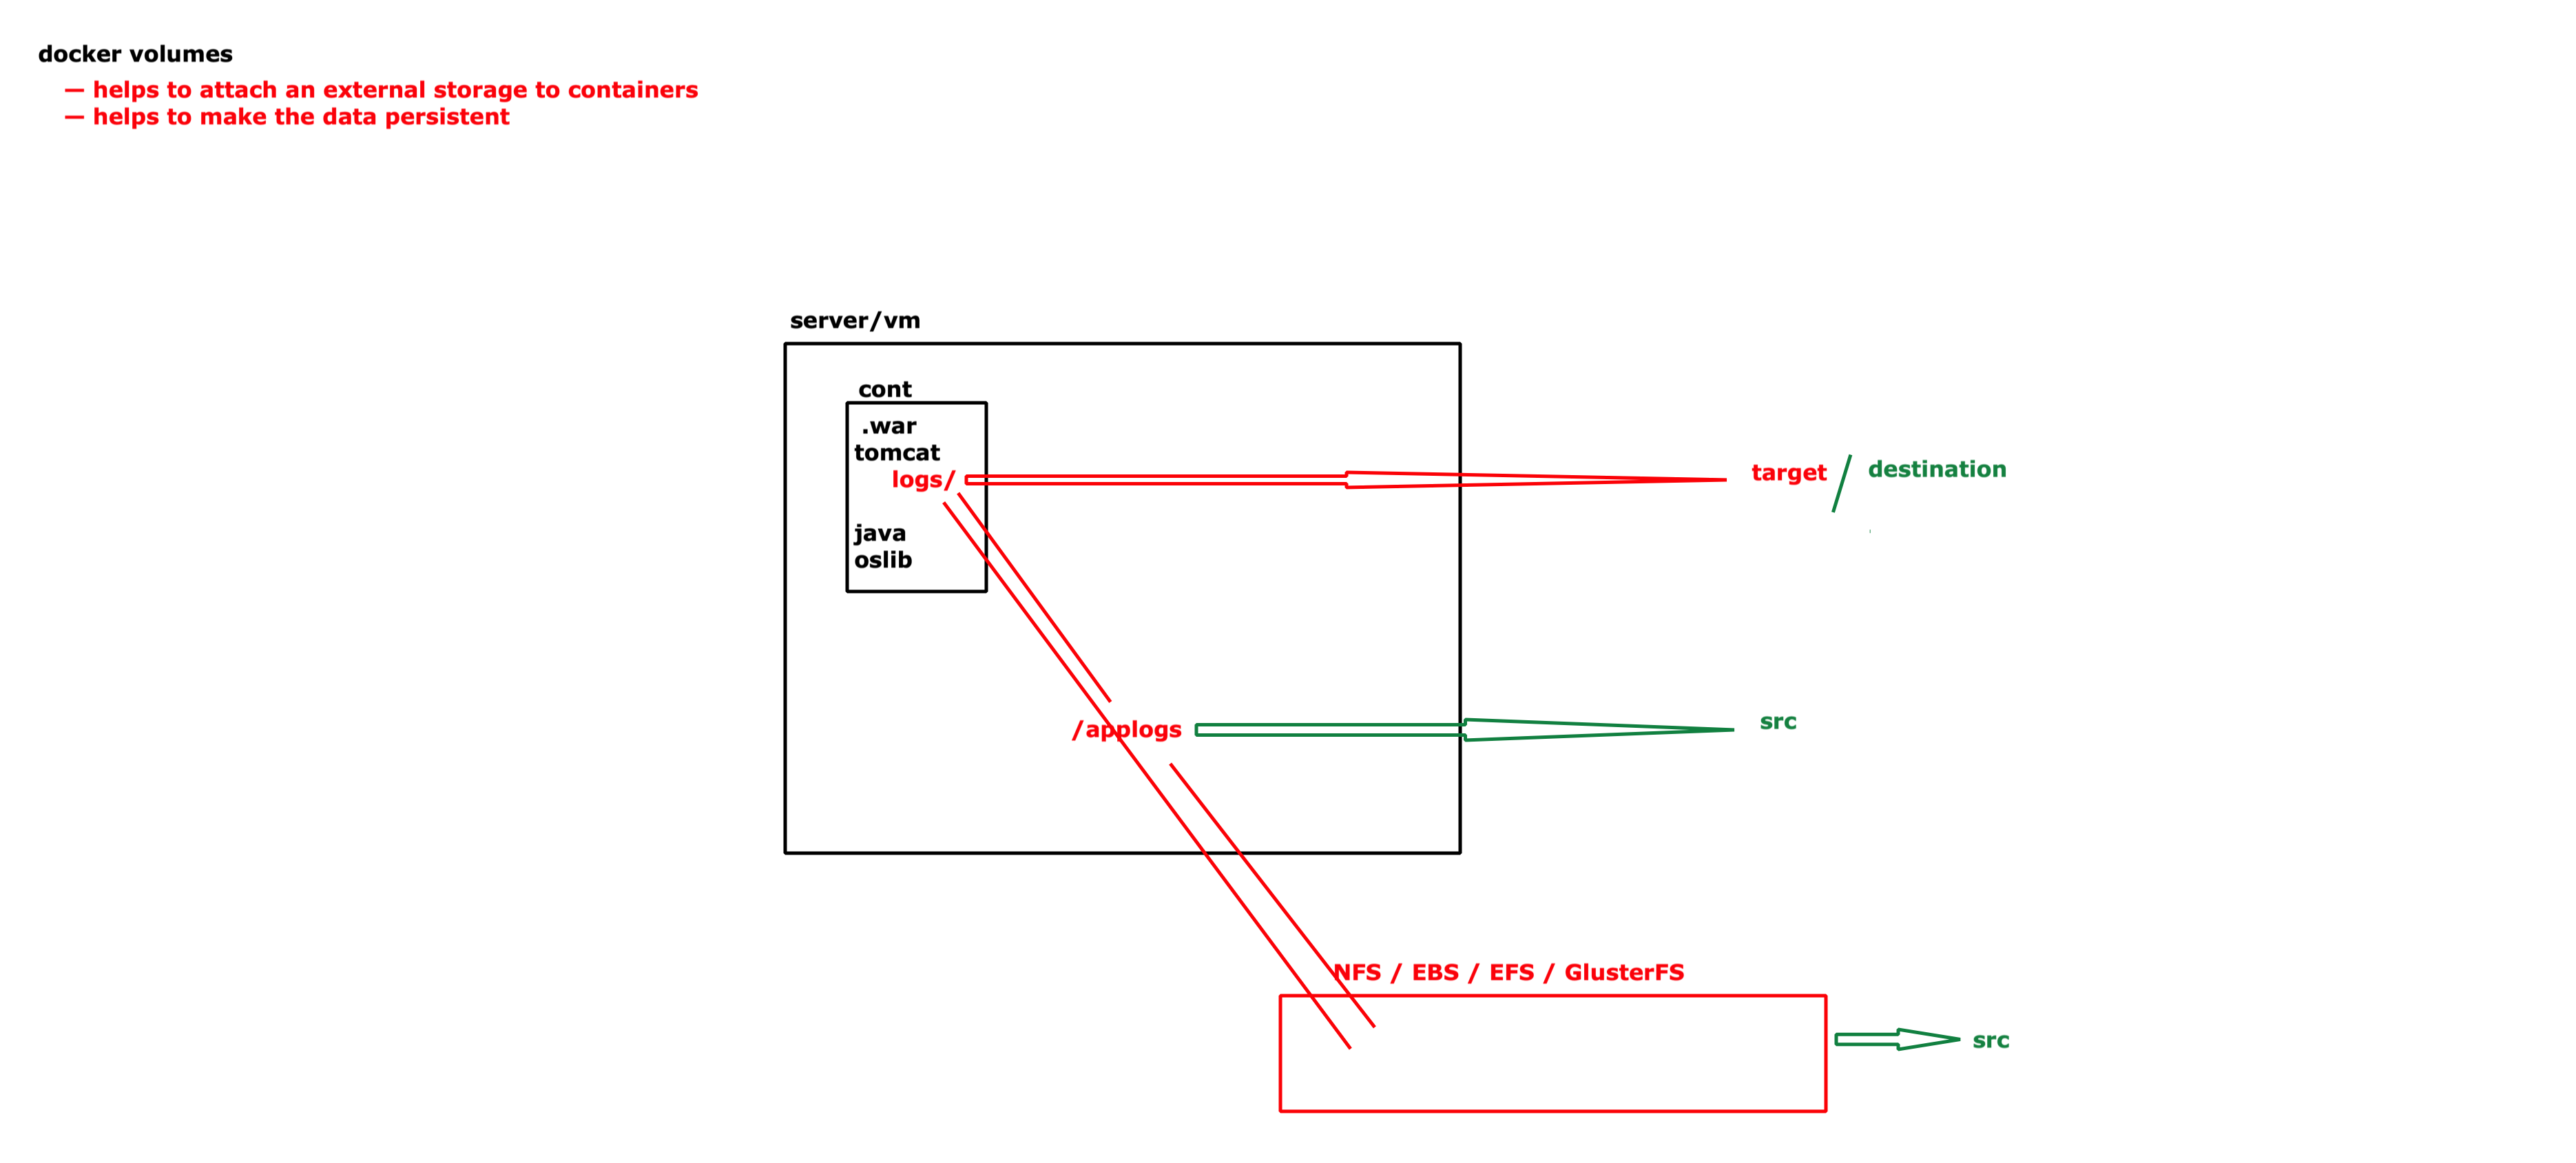 docker volumes
— helps to attach an external storage to containers
— helps to make the data persistent
server/vm
cont
.war
tomcat
logs/
java
oslib
target / destination
/applogs
src
NFS / EBS / EFS / GlusterFS
src